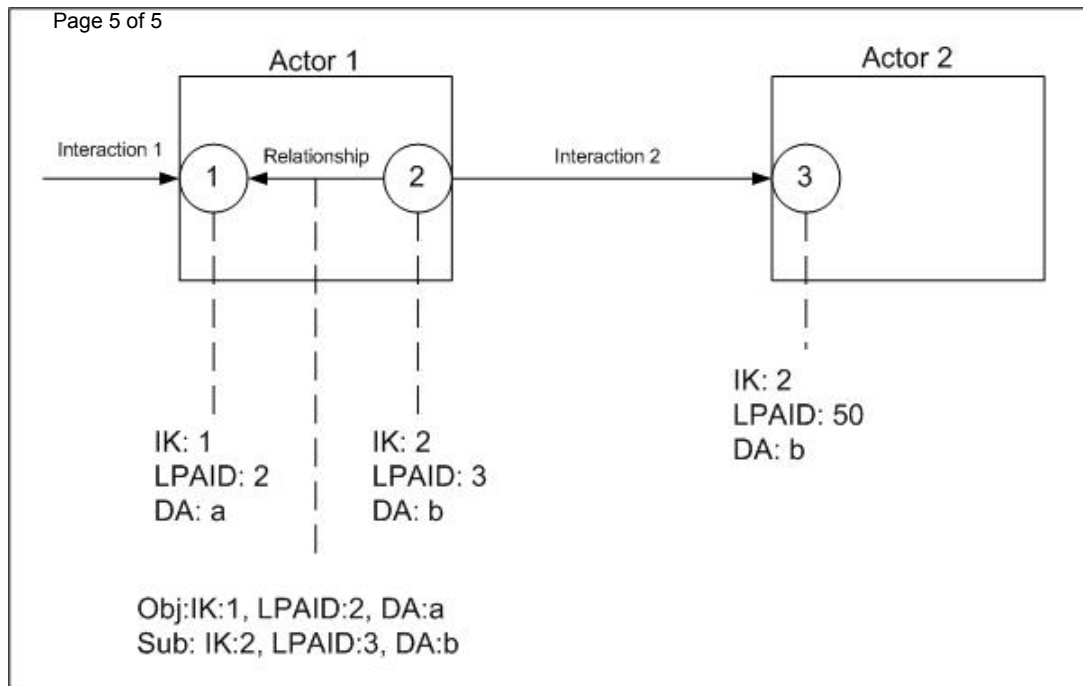 Page 5 of 5
Actor 1
Actor 2
Interaction 1
Relationship
Interaction 2
1
2
3
IK: 1
LPAID: 2
DA: a
IK: 2
LPAID: 3
DA: b
IK: 2
LPAID: 50
DA: b
Obj:IK:1, LPAID:2, DA:a
Sub: IK:2, LPAID:3, DA:b